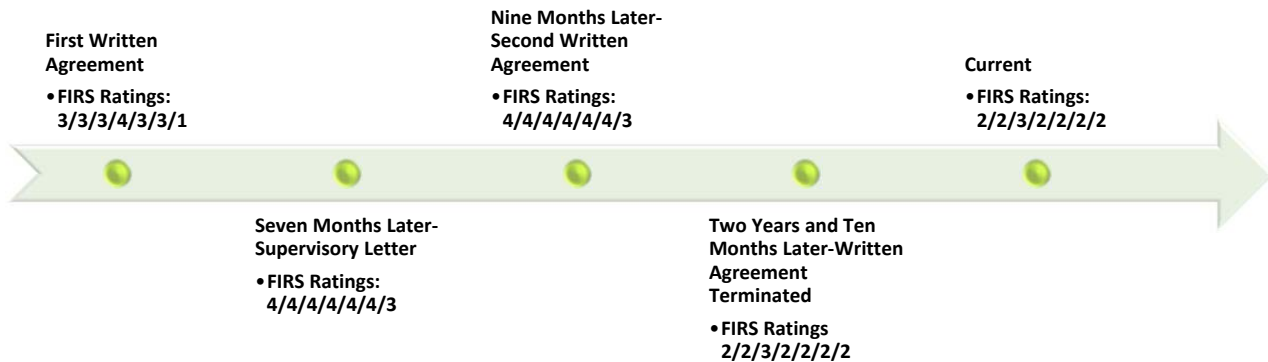 First Written
Agreement
•FIRS Ratings:
3/3/3/4/3/3/1
Seven Months Later-
Supervisory Letter
•FIRS Ratings:
4/4/4/4/4/4/3
Nine Months Later-
Second Written
Agreement
•FIRS Ratings:
4/4/4/4/4/4/3
Two Years and Ten
Months Later-Written
Agreement
Terminated
•FIRS Ratings
2/2/3/2/2/2/2
Current
•FIRS Ratings:
2/2/3/2/2/2/2